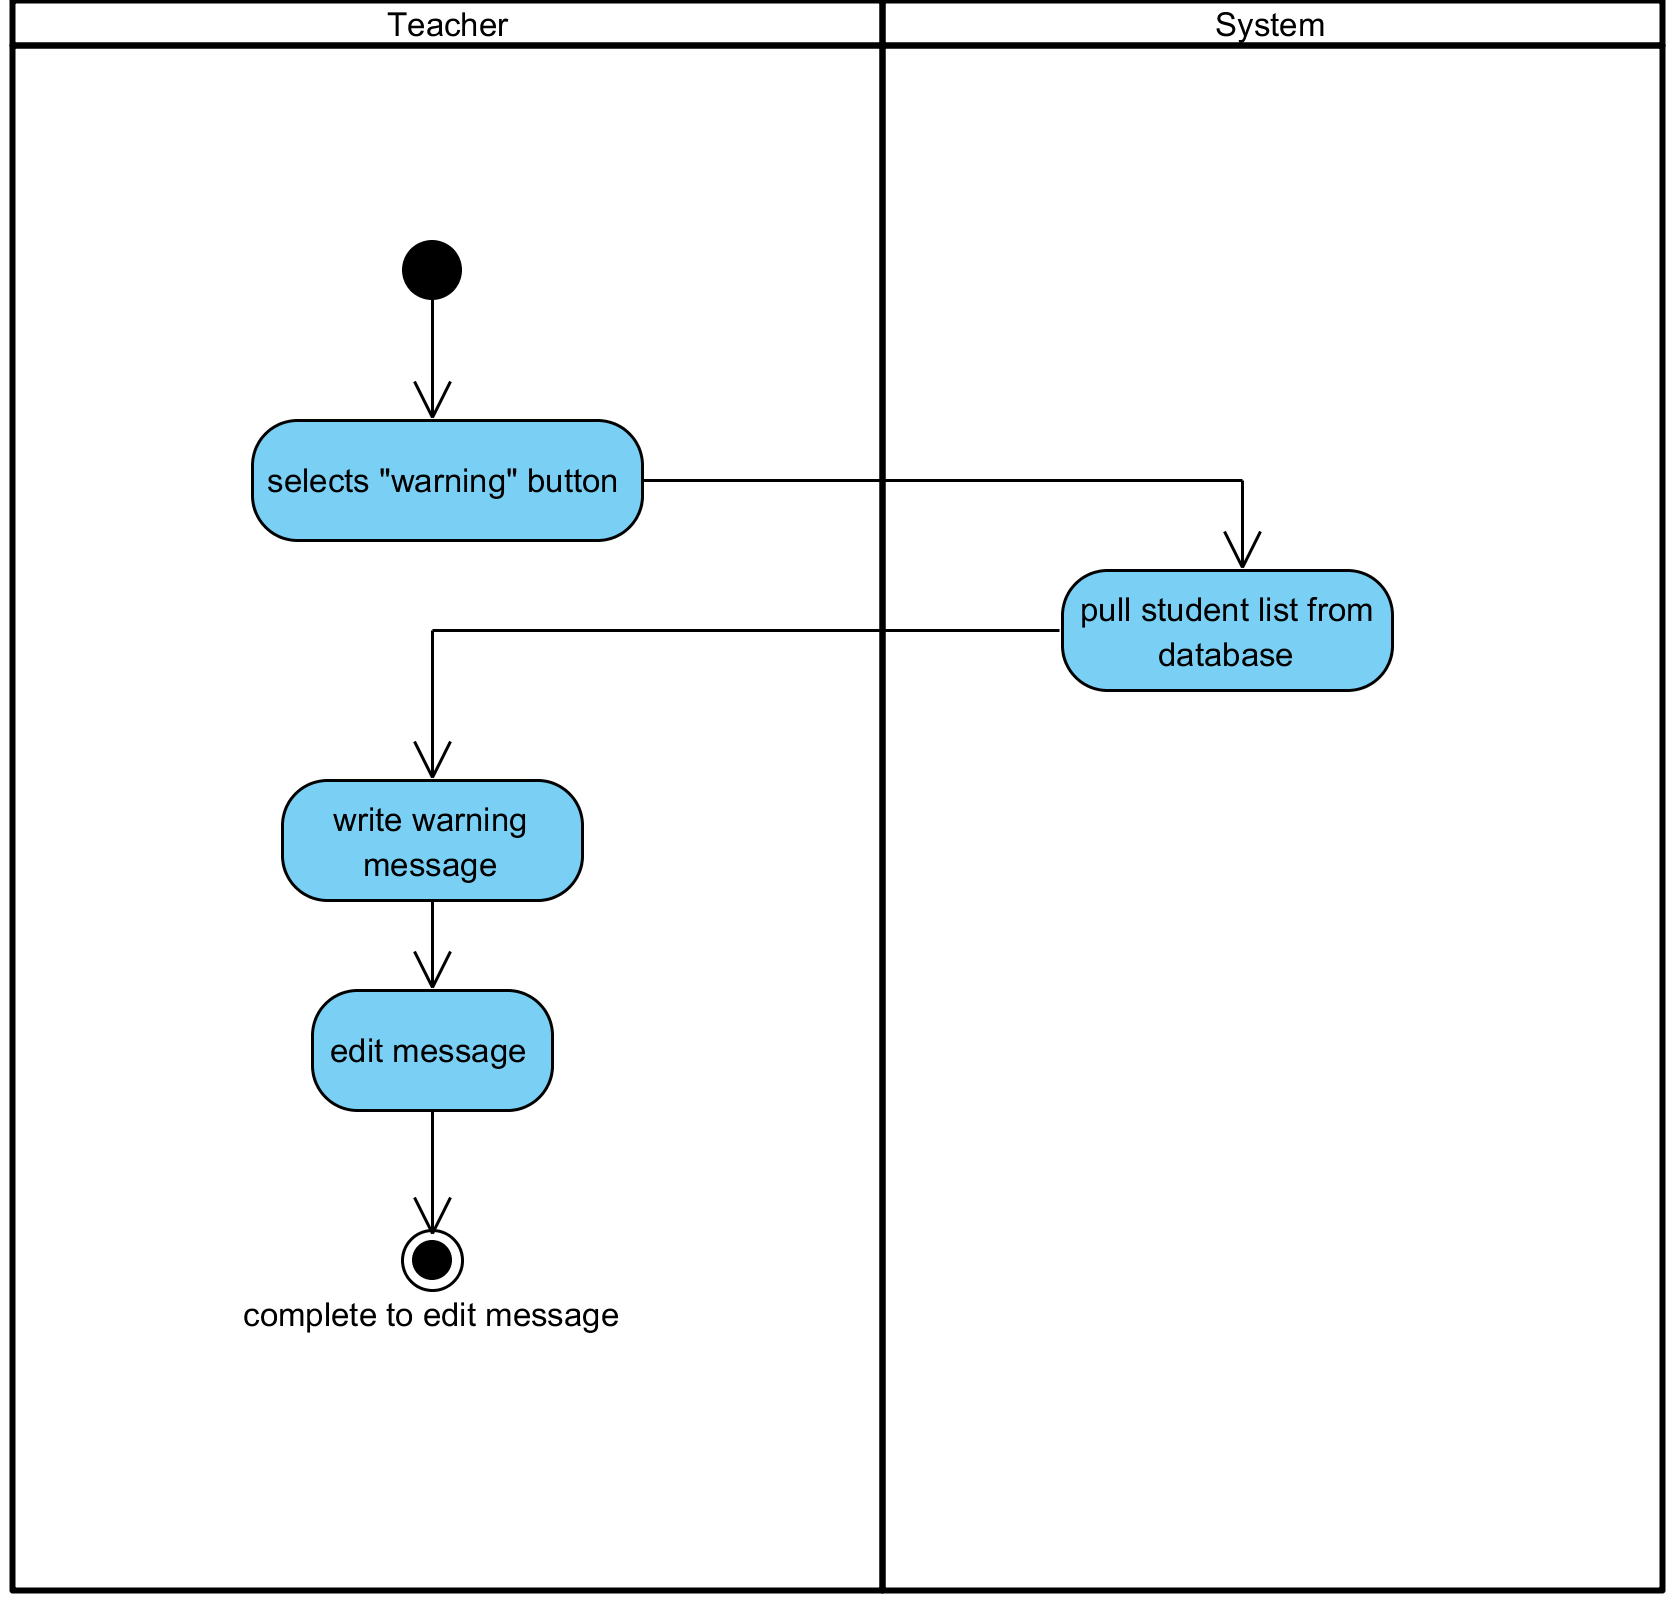 Teacher
System
selects "warning" button
pull student list from
database
write warning
message
edit message
complete to edit message